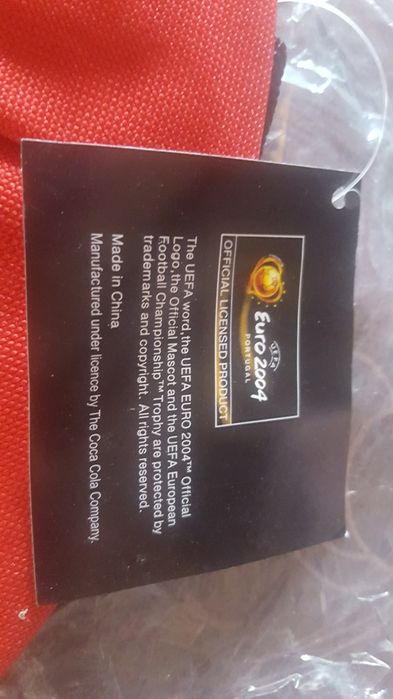 UEFA
EURO2004
PORTUGAL
OFFICIAL LICENSED PRODUCT
The UEFA word, the UEFA EURO 2004™ Official
Logo, the Official Mascot and the UEFA European
Football Championship™ Trophy are protected by
trademarks and copyright. All rights reserved.
Made in China
Manufactured under licence by The Coca Cola Company.